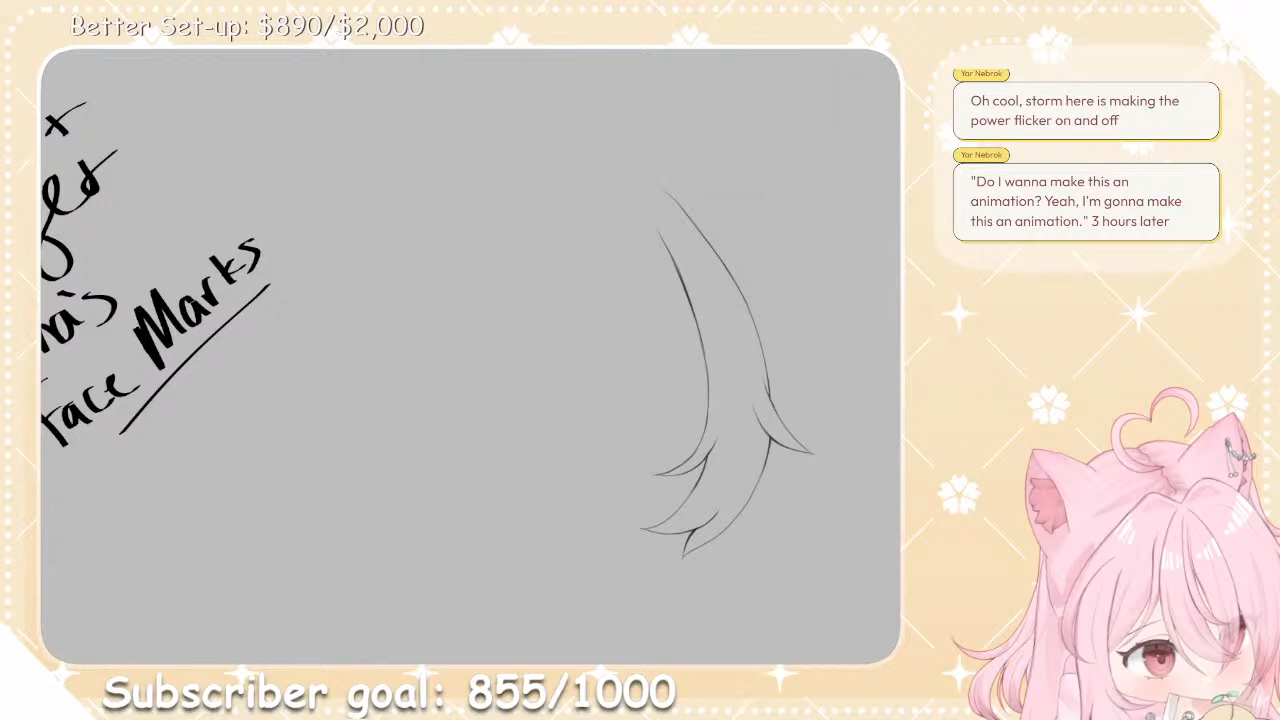 Better Set-up: $890/$2,000
Yar Nebrok
Oh cool, storm here is making the
power flicker on and off
Yar Nebrok
"Do I wanna make this an
animation? Yeah, I'm gonna make
this an animation." 3 hours later
face Marks
Subscriber goal: 855/1000